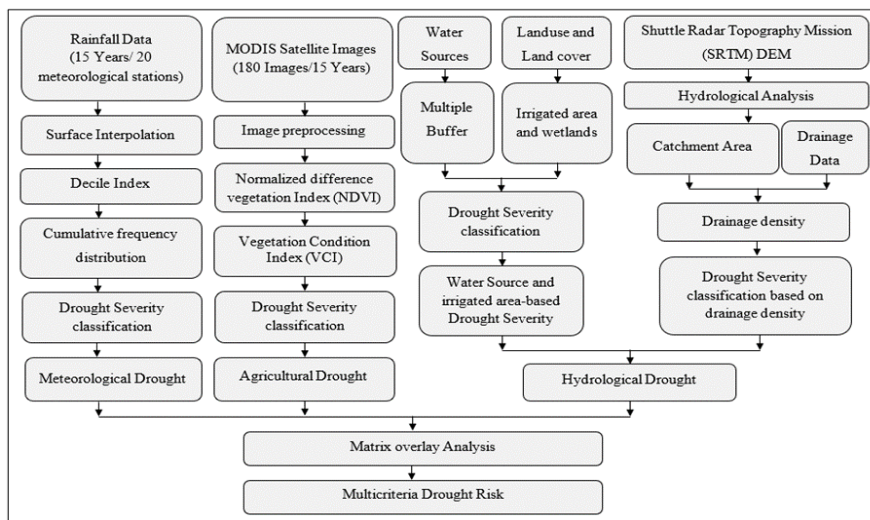 Rainfall Data
(15 Years/ 20
meteorological stations)
Surface Interpolation
Decile Index
Cumulative frequency
distribution
Drought Severity
classification
Meteorological Drought
MODIS Satellite Images
(180 Images/15 Years)
Image preprocessing
Normalized difference
vegetation Index (NDVI)
Vegetation Condition
Index (VCI)
Drought Severity
classification
Agricultural Drought
Water
Sources
Multiple
Buffer
Landuse and
Land cover
Irrigated area
and wetlands
Drought Severity
classification
Water Source and
irrigated area-based
Drought Severity
Shuttle Radar Topography Mission
(SRTM) DEM
Hydrological Analysis
Catchment Area
Drainage
Data
Drainage density
Drought Severity
classification based on
drainage density
Hydrological Drought
Matrix overlay Analysis
Multicriteria Drought Risk